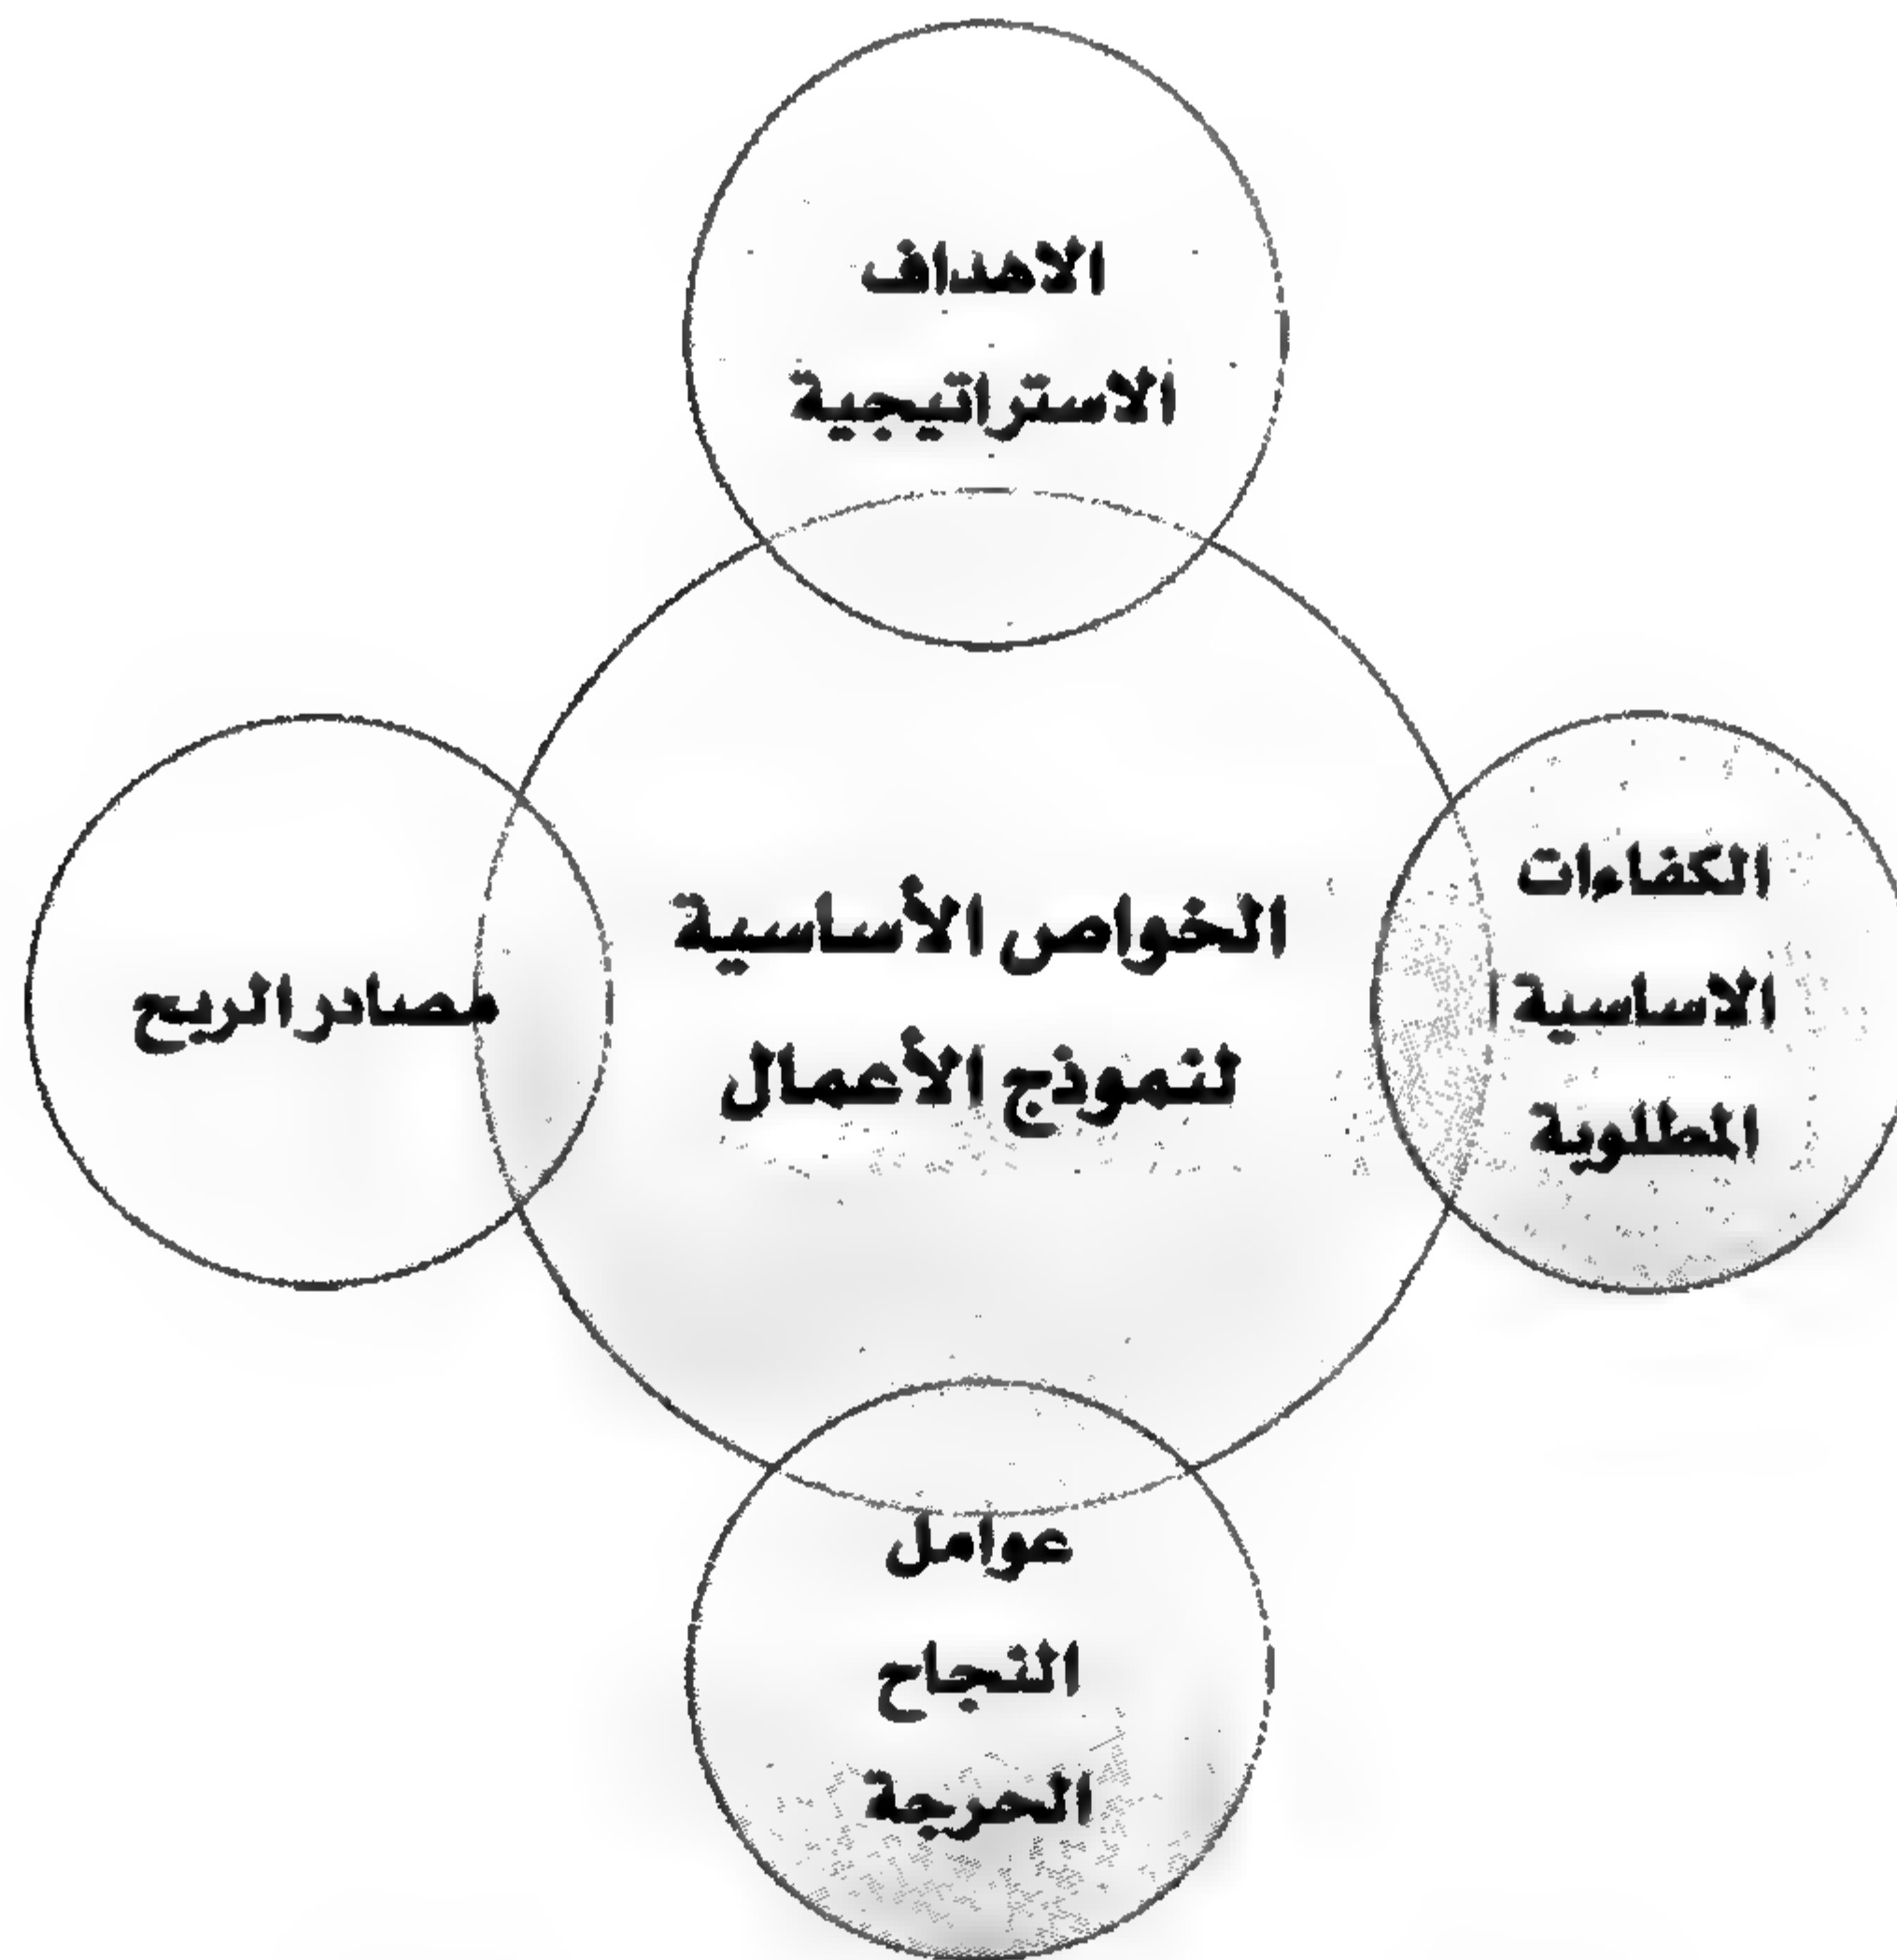 الاهداف
الاستراتيجية
الكفاءات
الاساسية
المطلوبة
الخواص الأساسية
لنموذج الأعمال
مصادر الربح
عوامل
النجاح
الحرجة